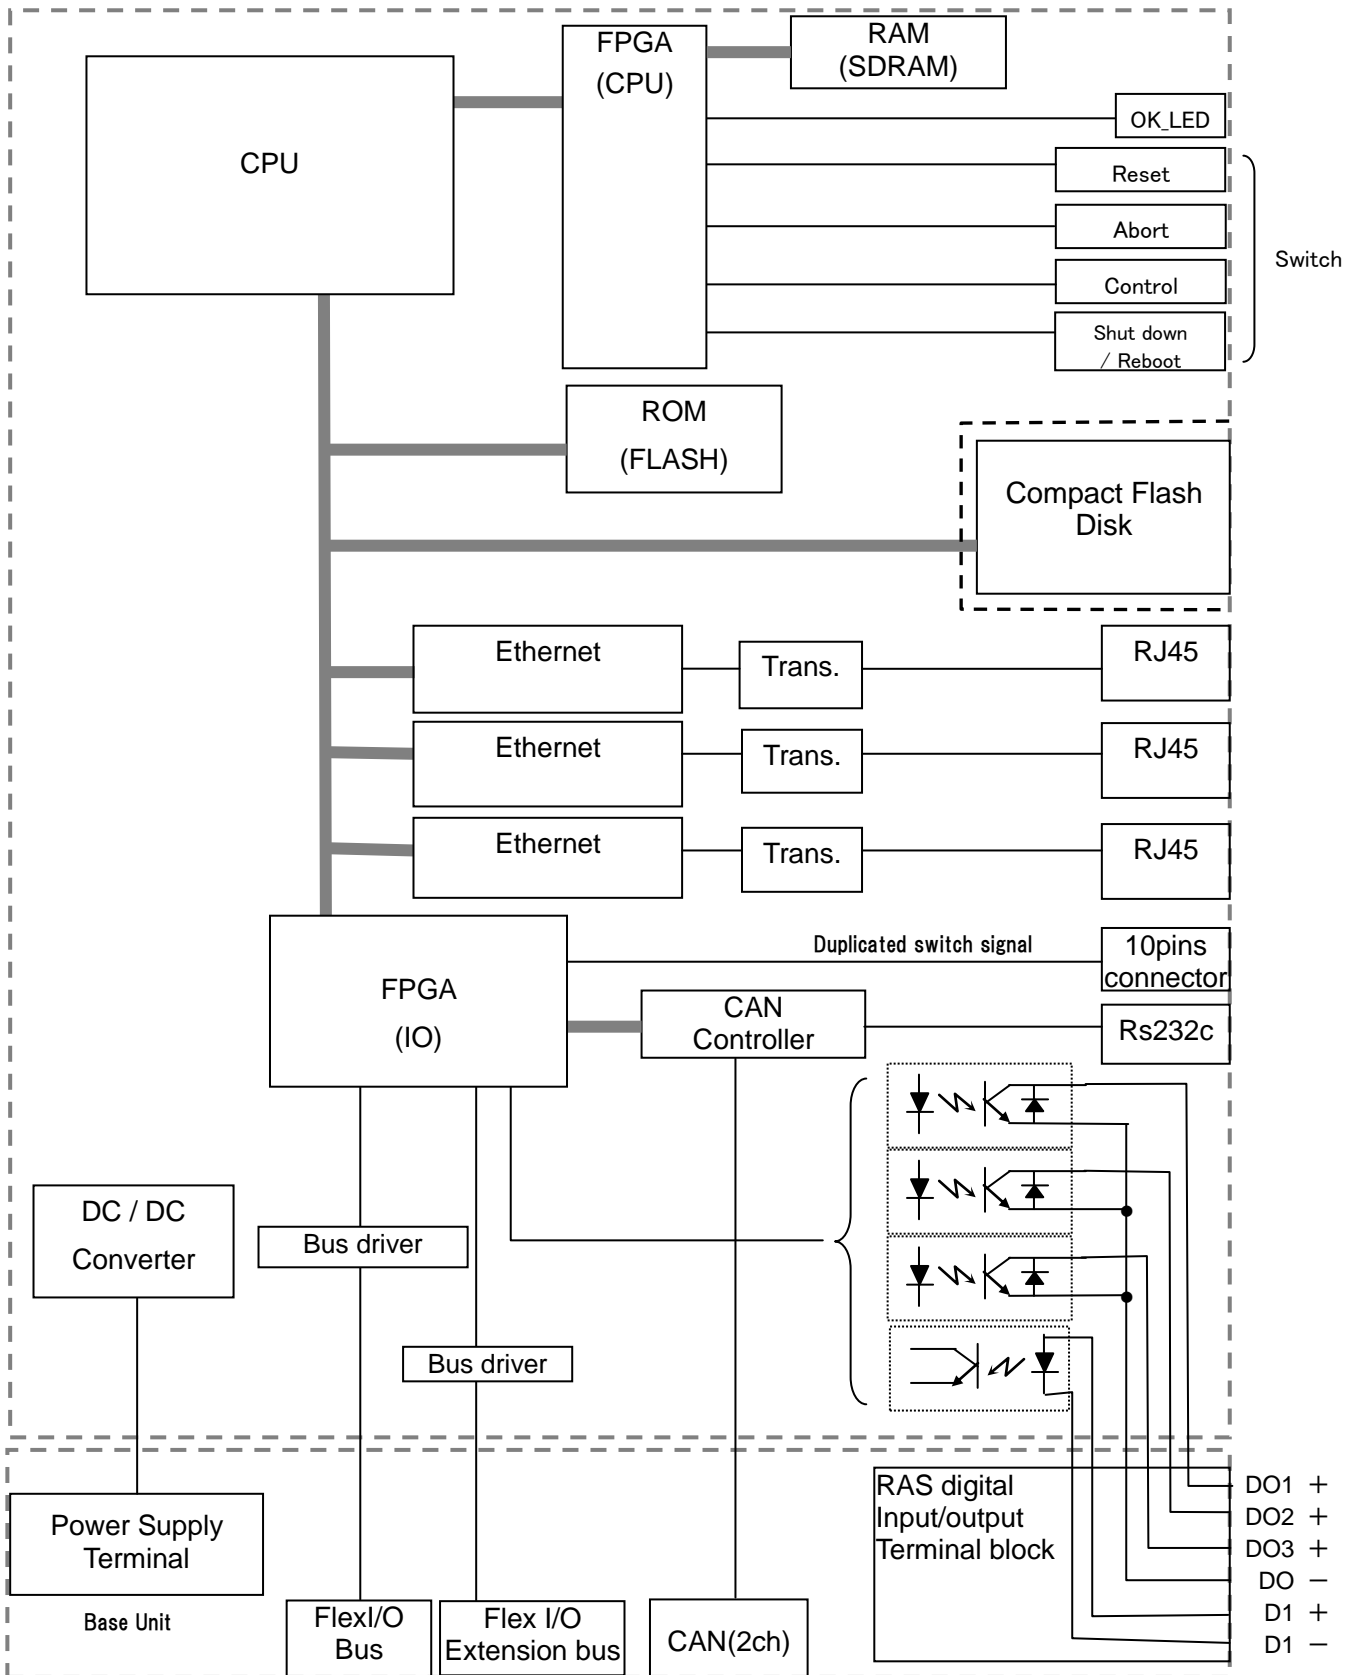 FPGA
(CPU)
RAM
(SDRAM)
OK_LED
CPU
Reset
Abort
Control
Shut down
/ Reboot
Switch
ROM
(FLASH)
Compact Flash
Disk
Ethernet
Trans.
RJ45
Ethernet
Trans.
RJ45
Ethernet
Trans.
RJ45
FPGA
(IO)
Duplicated switch signal
10pins
connector
CAN
Controller
Rs232c
DC / DC
Converter
Bus driver
Bus driver
Power Supply
Terminal
Base Unit
FlexI/O
Bus
Flex I/O
Extension bus
CAN(2ch)
RAS digital
Input/output
Terminal block
DO1 +
DO2 +
DO3 +
DO −
D1 +
D1 −